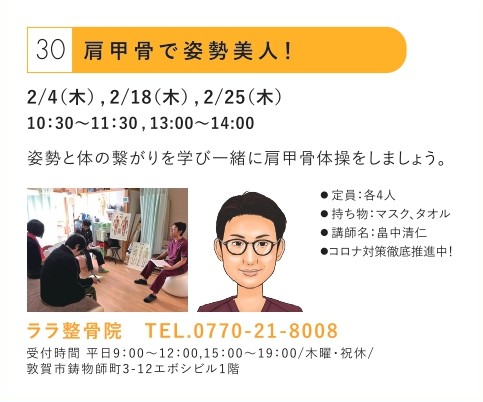 30 肩甲骨で姿勢美人!
2/4(木) , 2/18(木) , 2/25(木)
10:30〜11:30 , 13:00〜14:00
姿勢と体の繋がりを学び一緒に肩甲骨体操をしましょう。
●定員:各4人
●持ち物:マスク、タオル
●講師名:畠中清仁
●コロナ対策徹底推進中!
ララ整骨院 TEL.0770-21-8008
受付時間 平日9:00〜12:00,15:00〜19:00/木曜・祝休/
敦賀市鋳物師町3-12エボシビル1階